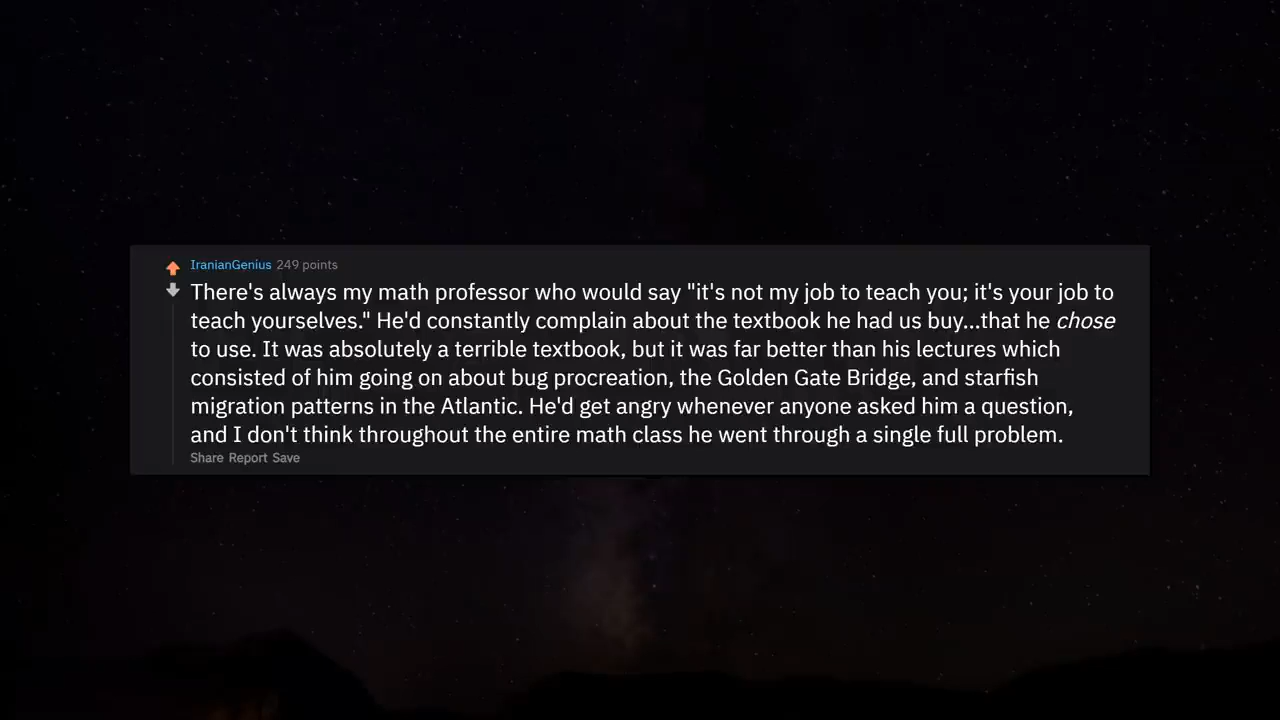 IranianGenius 249 points
There's always my math professor who would say "it's not my job to teach you; it's your job to
teach yourselves." He'd constantly complain about the textbook he had us buy...that he chose
to use. It was absolutely a terrible textbook, but it was far better than his lectures which
consisted of him going on about bug procreation, the Golden Gate Bridge, and starfish
migration patterns in the Atlantic. He'd get angry whenever anyone asked him a question,
and I don't think throughout the entire math class he went through a single full problem.
Share Report Save